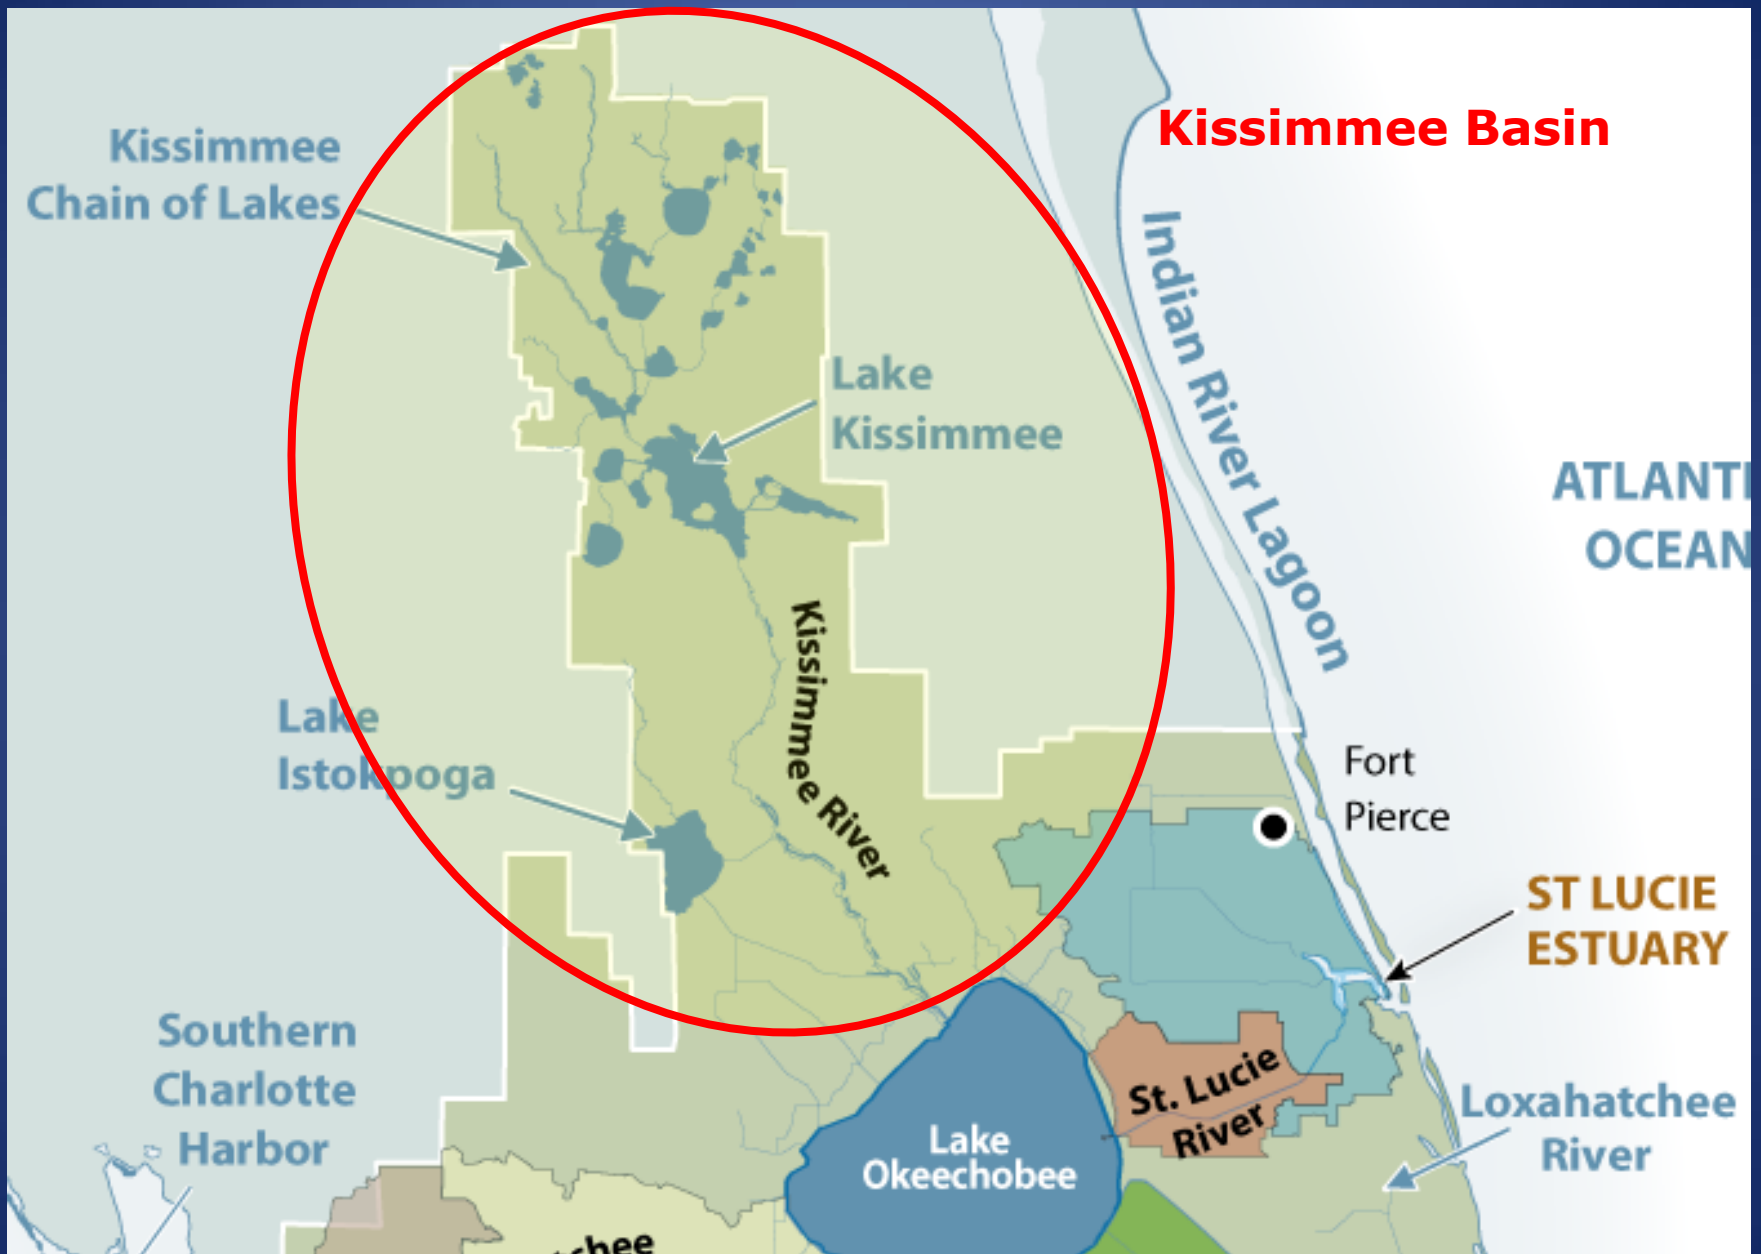 Kissimmee Basin
Kissimmee
Chain of Lakes
Indian River Lagoon
Lake
Kissimmee
ATLANTI
OCEAN
Kissimmee River
Lake
Istokpoga
Fort
Pierce
ST LUCIE
ESTUARY
Southern
Charlotte
Harbor
St. Lucie
River
Loxahatchee
River
Lake
Okeechobee